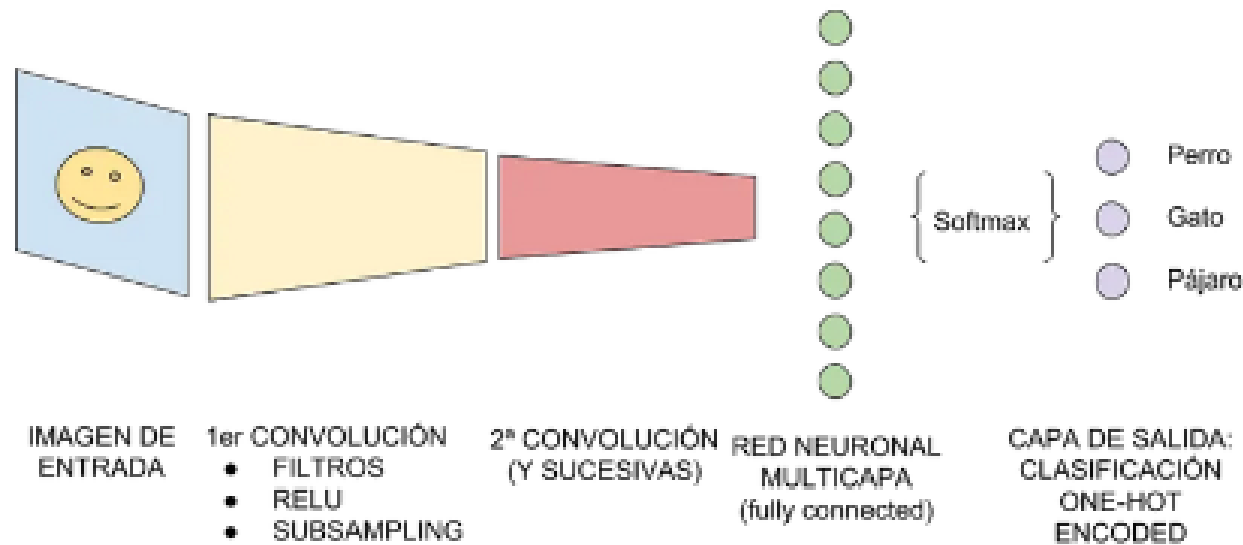 Perro
Softmax
Gato
Pájaro
IMAGEN DE
ENTRADA
1er CONVOLUCIÓN
● FILTROS
● RELU
● SUBSAMPLING
2ª CONVOLUCIÓN
(Y SUCESIVAS)
RED NEURONAL
MULTICAPA
(fully connected)
CAPA DE SALIDA:
CLASIFICACIÓN
ONE-HOT
ENCODED